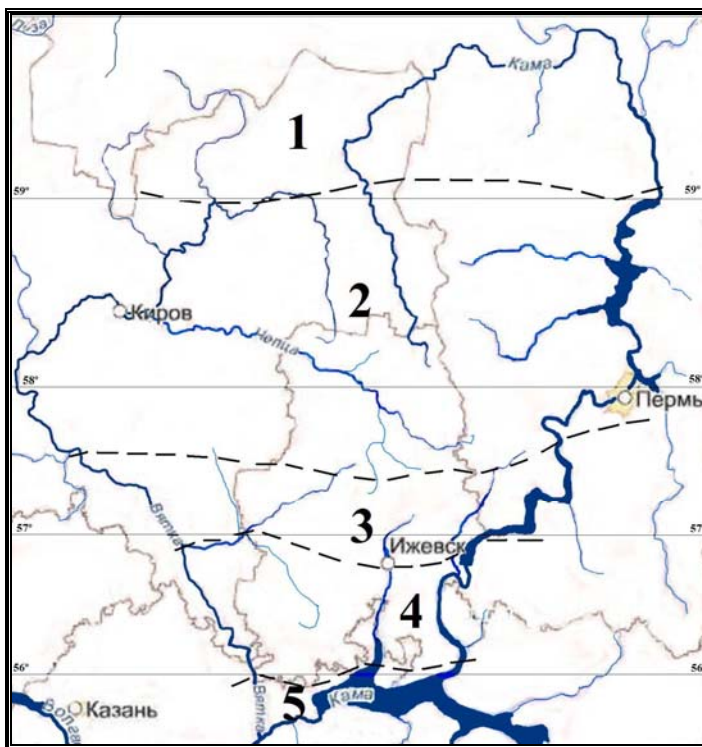 Луза
Кама
1
59°
59°
2
Киров
Чепца
58°
58°
Пермь
Вятка
3
57°
57°
Ижевск
4
56°
56°
5
Вятка
Кама
Казань
Волга